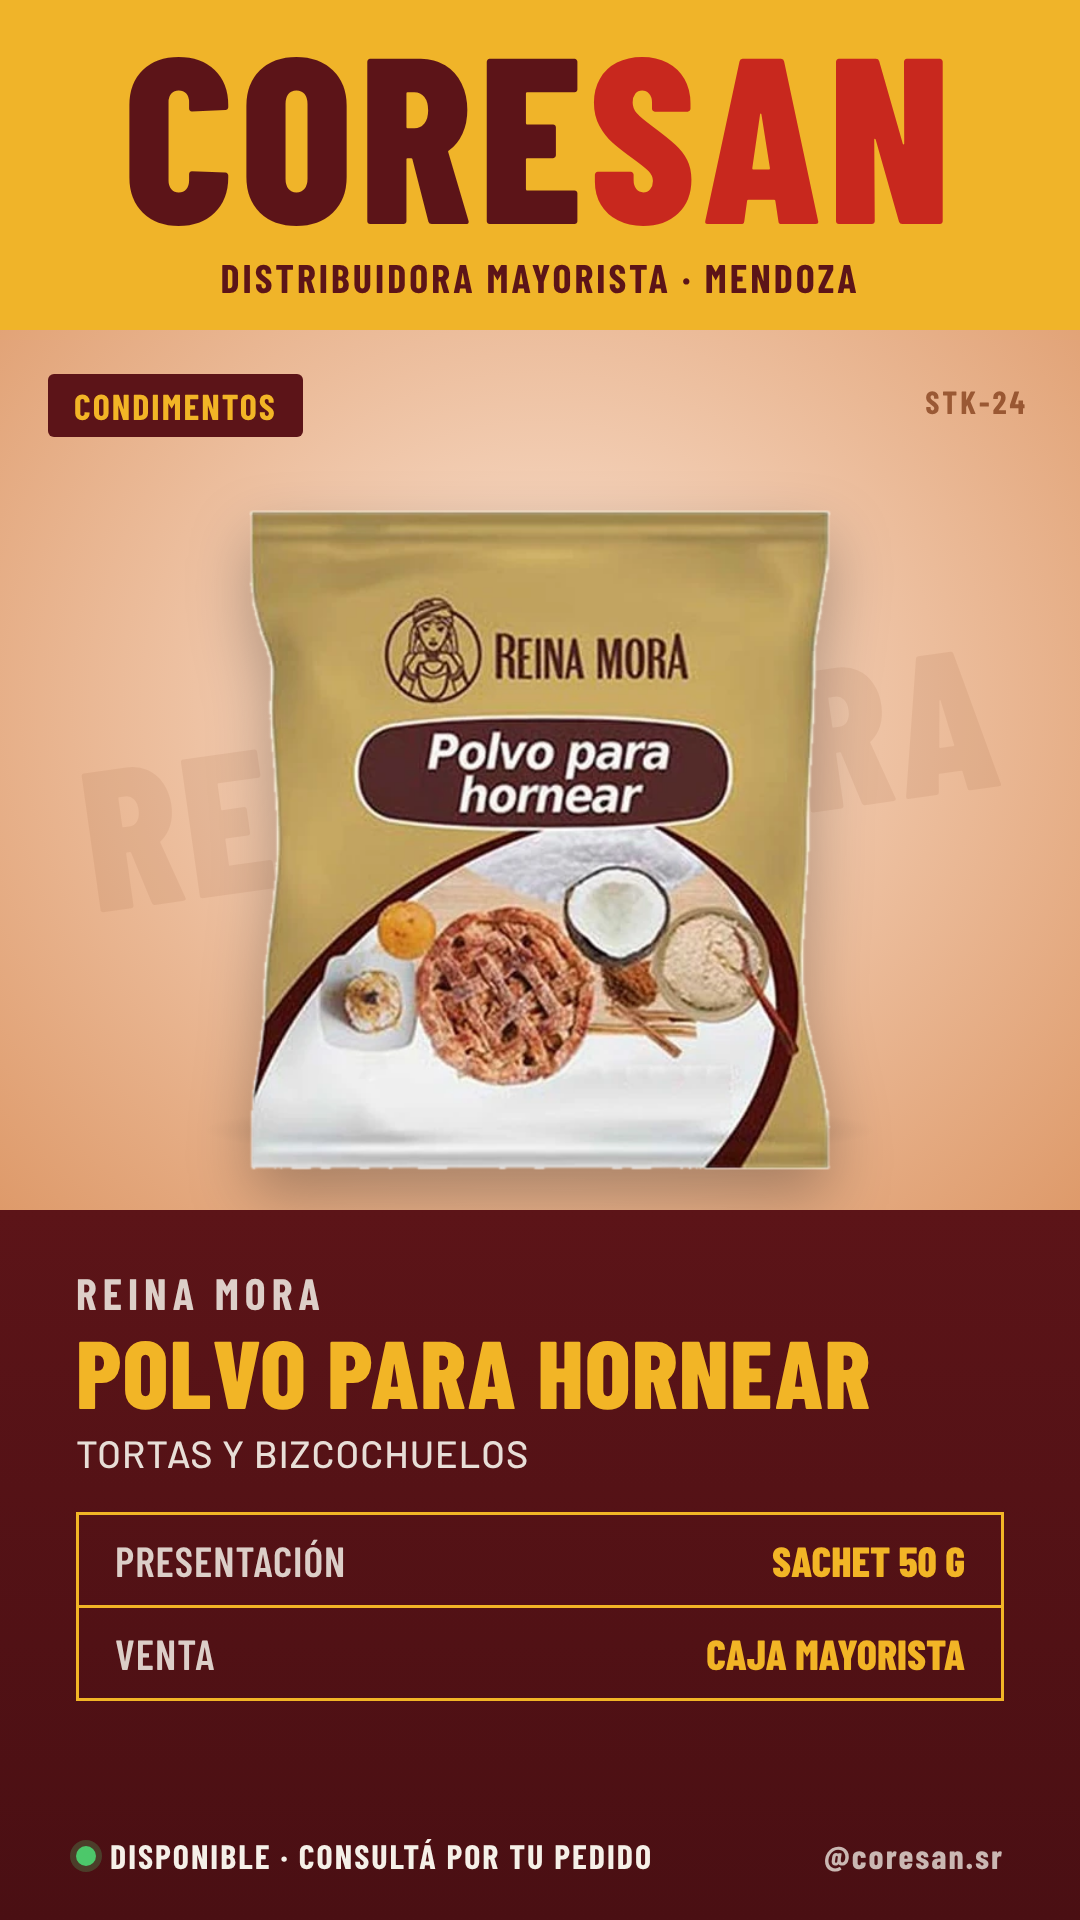 CORESAN
DISTRIBUIDORA MAYORISTA · MENDOZA
CONDIMENTOS
STK-24
REINA MORA
Polvo para
hornear
REINA MORA
POLVO PARA HORNEAR
TORTAS Y BIZCOCHUELOS
PRESENTACIÓN SACHET 50 G
VENTA CAJA MAYORISTA
DISPONIBLE · CONSULTÁ POR TU PEDIDO @coresan.sr